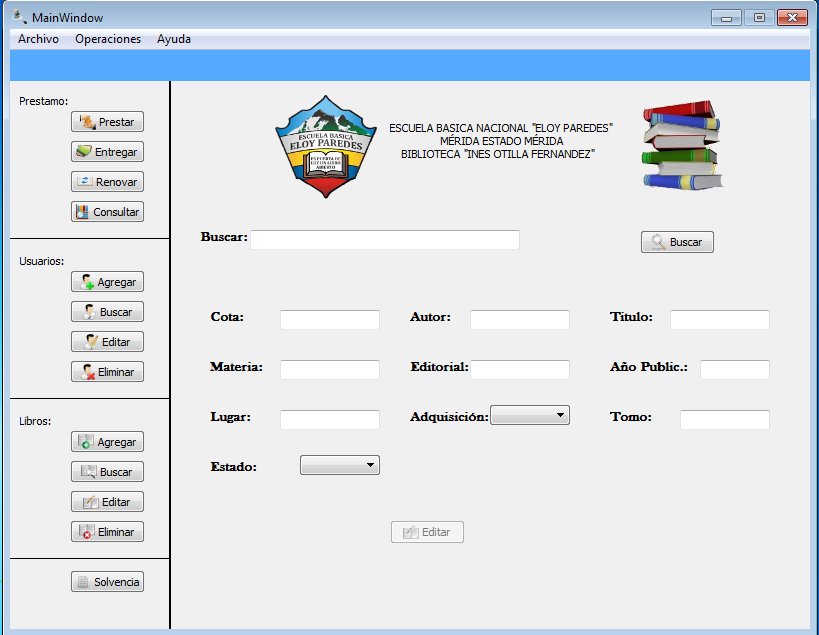 MainWindow
Archivo Operaciones Ayuda
Prestamo:
Prestar
Entregar
Renovar
Consultar
Usuarios:
Agregar
Buscar
Editar
Eliminar
Libros:
Agregar
Buscar
Editar
Eliminar
Solvencia
ESCUELA BASICA
ELOY PAREDES
ESCUELA BASICA NACIONAL "ELOY PAREDES"
MÉRIDA ESTADO MÉRIDA
BIBLIOTECA "INES OTILLA FERNANDEZ"
Buscar: Buscar
Cota: Autor: Titulo:
Materia: Editorial: Año Public.:
Lugar: Adquisición: Tomo:
Estado:
Editar